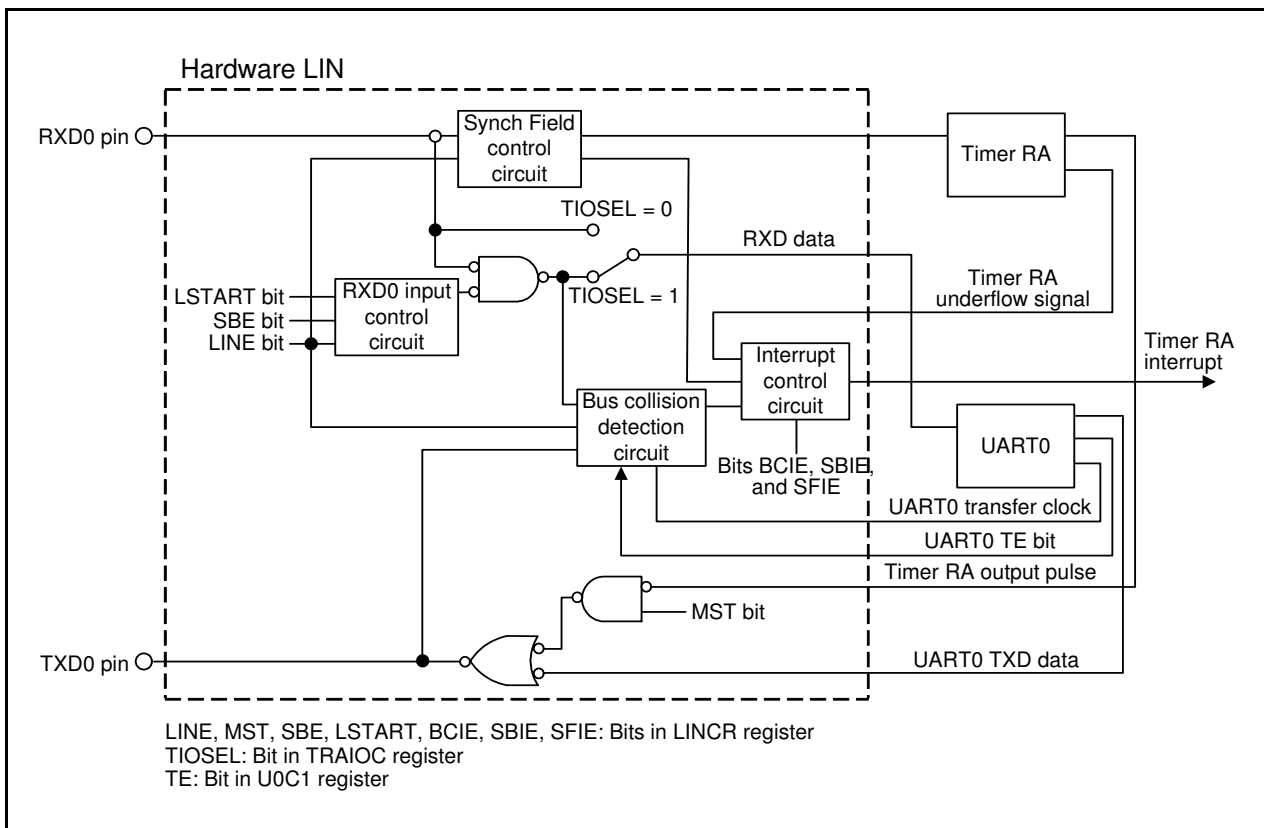 Hardware LIN
RXD0 pin
Synch Field
control
circuit
Timer RA
TIOSEL = 0
RXD data
TIOSEL = 1
LSTART bit
SBE bit
LINE bit
RXD0 input
control
circuit
Timer RA
underflow signal
Timer RA
interrupt
Interrupt
control
circuit
Bus collision
detection
circuit
Bits BCIE, SBIE,
and SFIE
UART0
UART0 transfer clock
UART0 TE bit
Timer RA output pulse
MST bit
TXD0 pin
UART0 TXD data
LINE, MST, SBE, LSTART, BCIE, SBIE, SFIE: Bits in LINCR register
TIOSEL: Bit in TRAIOC register
TE: Bit in U0C1 register